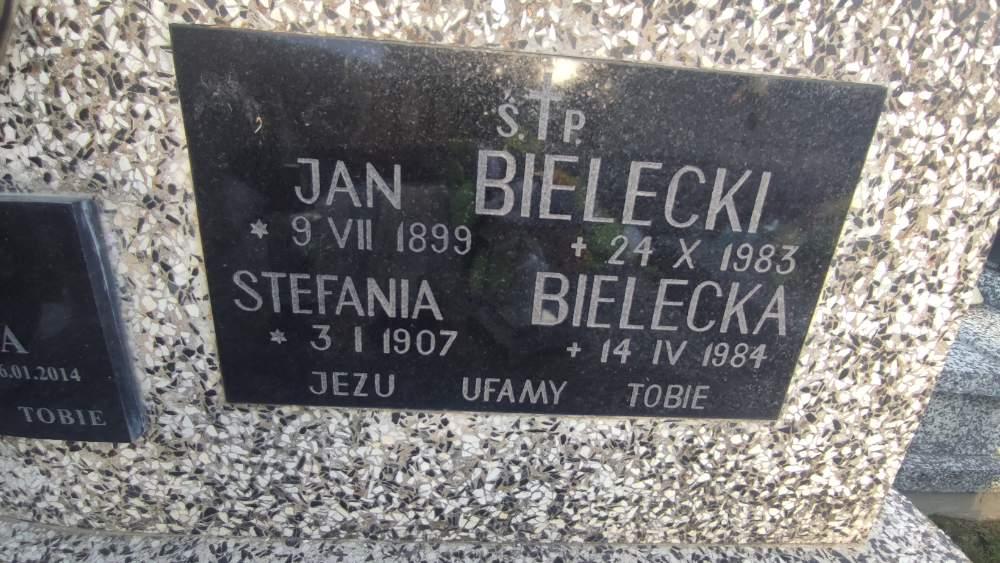 Ś. P.
JAN BIELECKI
* 9 VII 1899 + 24 X 1983
STEFANIA BIELECKA
* 3 I 1907 + 14 IV 1984
JEZU UFAMY TOBIE
A
6.01.2014
TOBIE